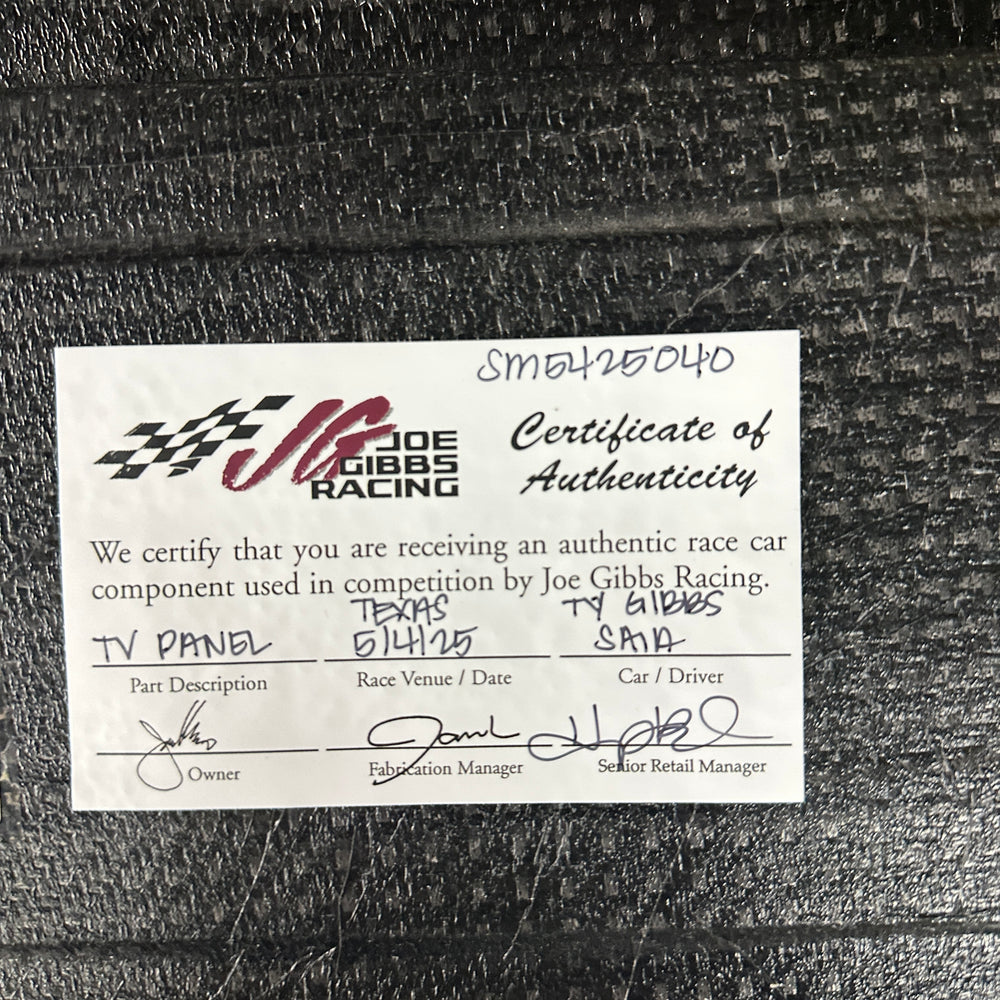 SM5425040
JG JOE
GIBBS
RACING
Certificate of
Authenticity
We certify that you are receiving an authentic race car
component used in competition by Joe Gibbs Racing.
TEXAS TY GIBBS
TV PANEL 5/4/25 SAIA
Part Description Race Venue / Date Car / Driver
Owner Fabrication Manager Senior Retail Manager